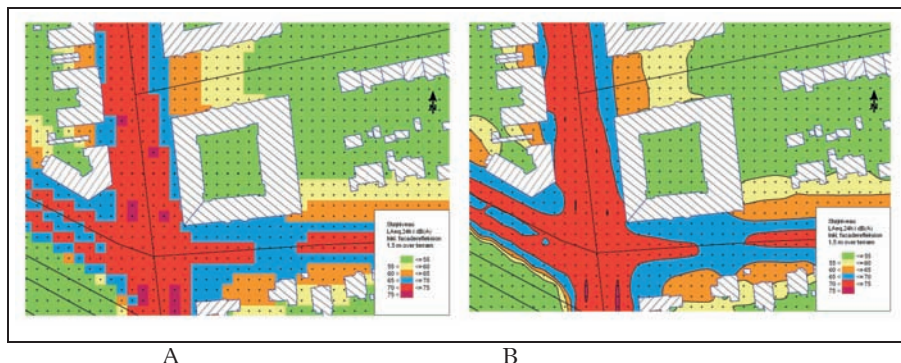 Støjniveau
LAeq,24h i dB(A)
Inkl. facaderefleksion
1,5 m over terræn
<= 55
55 < <= 60
60 < <= 65
65 < <= 70
70 < <= 75
75 <
Støjniveau
LAeq,24h i dB(A)
Inkl. facaderefleksion
1,5 m over terræn
<= 55
55 < <= 60
60 < <= 65
65 < <= 70
70 < <= 75
75 <
A B